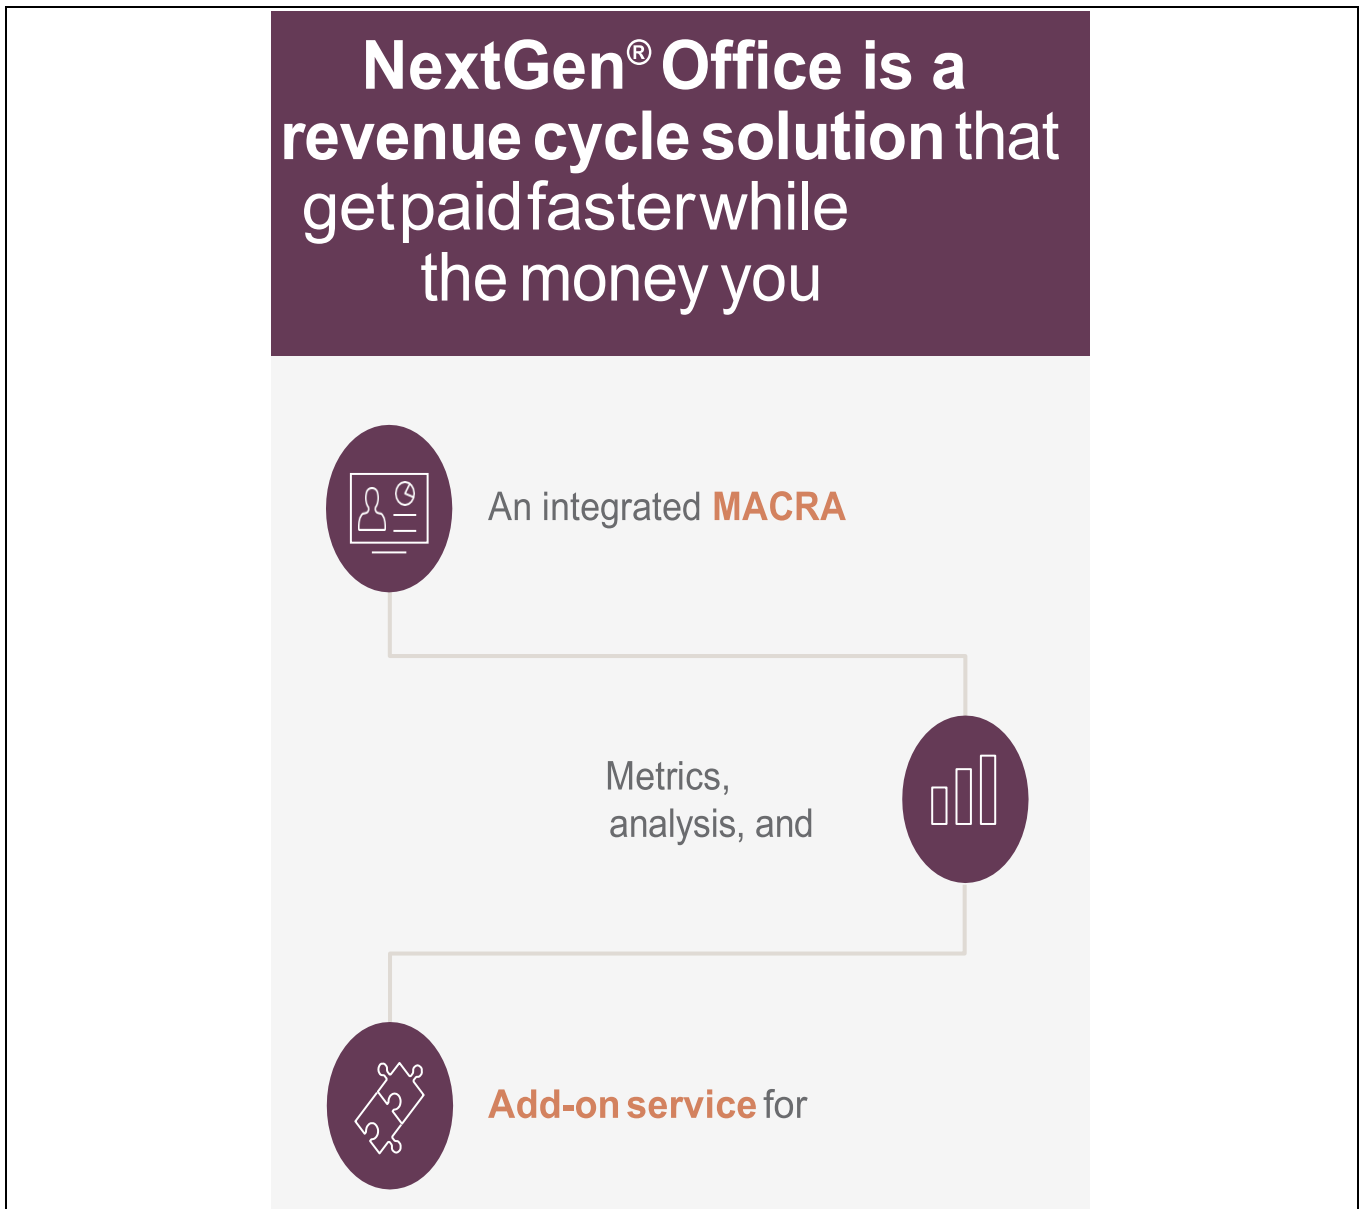 NextGen® Office is a
revenue cycle solution that
get paid faster while
the money you
An integrated MACRA
Metrics,
analysis, and
Add-on service for